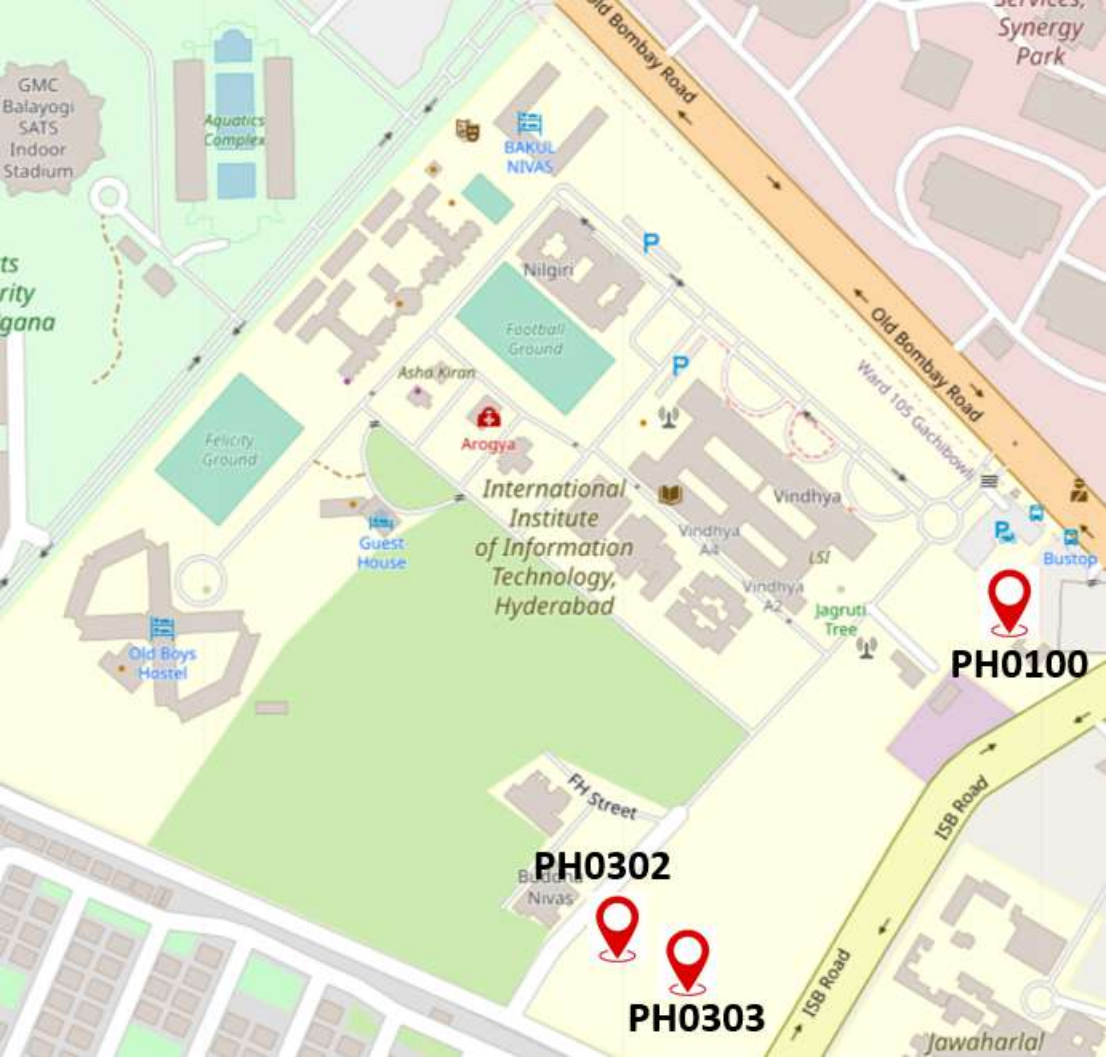 Services,
Synergy
Park
Old Bombay Road
GMC
Balayogi
SATS
Indoor
Stadium
Aquatics
Complex
BAKUL
NIVAS
P
Nilgiri
Football
Ground
P
Old Bombay Road
Ward 105 Gachibowli
Asha Kiran
Arogya
Felicity
Ground
International
Institute
of Information
Technology,
Hyderabad
Vindhya
Vindhya
A4
LSI
Vindhya
A2
Jagruti
Tree
P
Bustop
Guest
House
Old Boys
Hostel
PH0100
FH Street
ISB Road
PH0302
Buddha
Nivas
PH0303
ISB Road
Jawaharlal